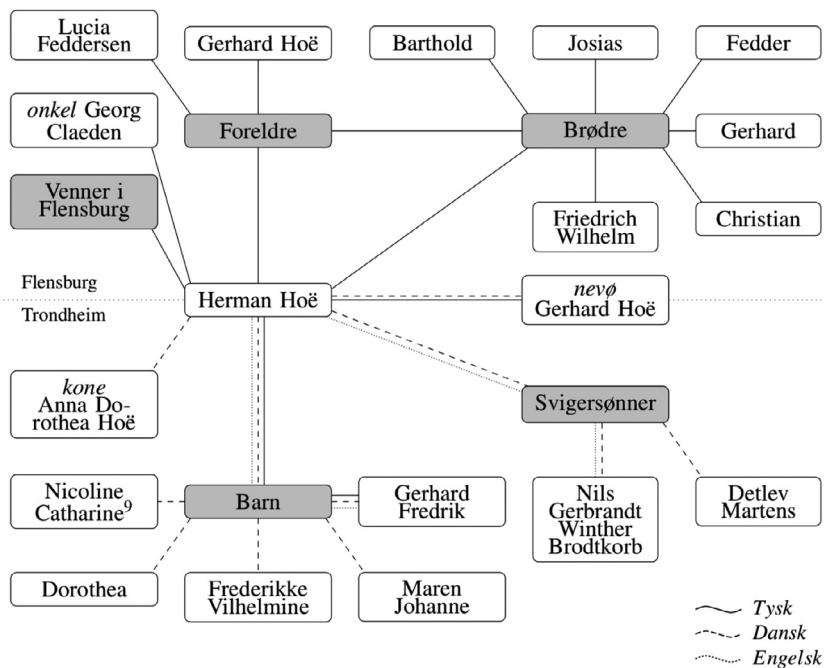 Lucia
Feddersen
Gerhard Hoë
Barthold
Josias
Fedder
onkel Georg
Claeden
Foreldre
Brødre
Gerhard
Venner i
Flensburg
Friedrich
Wilhelm
Christian
Flensburg
Herman Hoë
nevø
Gerhard Hoë
Trondheim
kone
Anna Do-
rothea Hoë
Svigersønner
Nicoline
Catharine9
Barn
Gerhard
Fredrik
Nils
Gerbrandt
Winther
Brodtkorb
Detlev
Martens
Dorothea
Frederikke
Vilhelmine
Maren
Johanne
Tysk
Dansk
Engelsk